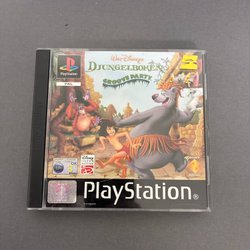 PlayStation
PAL
Walt Disney's
DJUNGELBOKEN
GROOVE PARTY
PlayStation